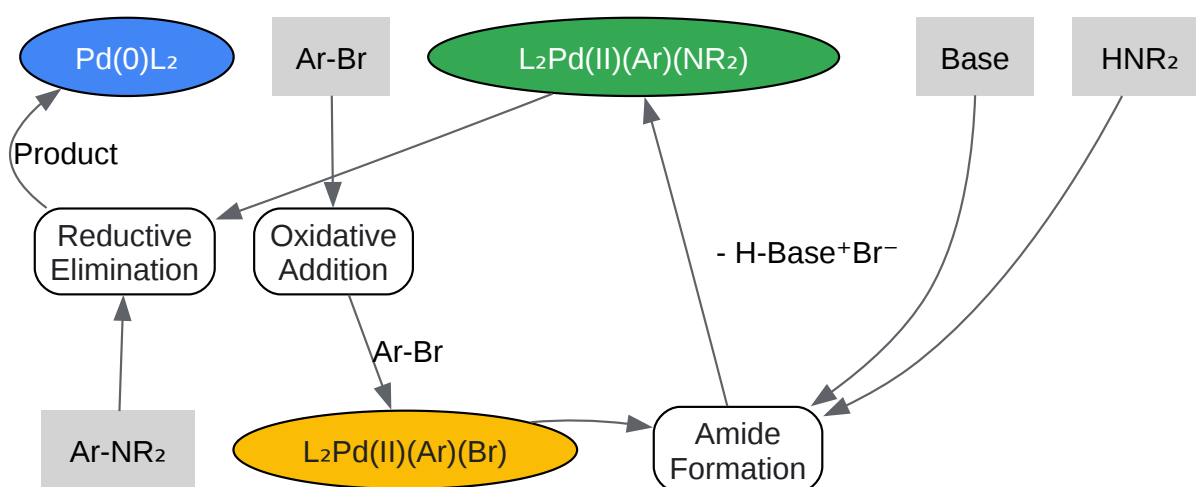 Pd(0)L₂
Ar-Br
L₂Pd(II)(Ar)(NR₂)
Base
HNR₂
Product
Reductive
Elimination
Oxidative
Addition
- H-Base⁺Br⁻
Ar-Br
Ar-NR₂
L₂Pd(II)(Ar)(Br)
Amide
Formation